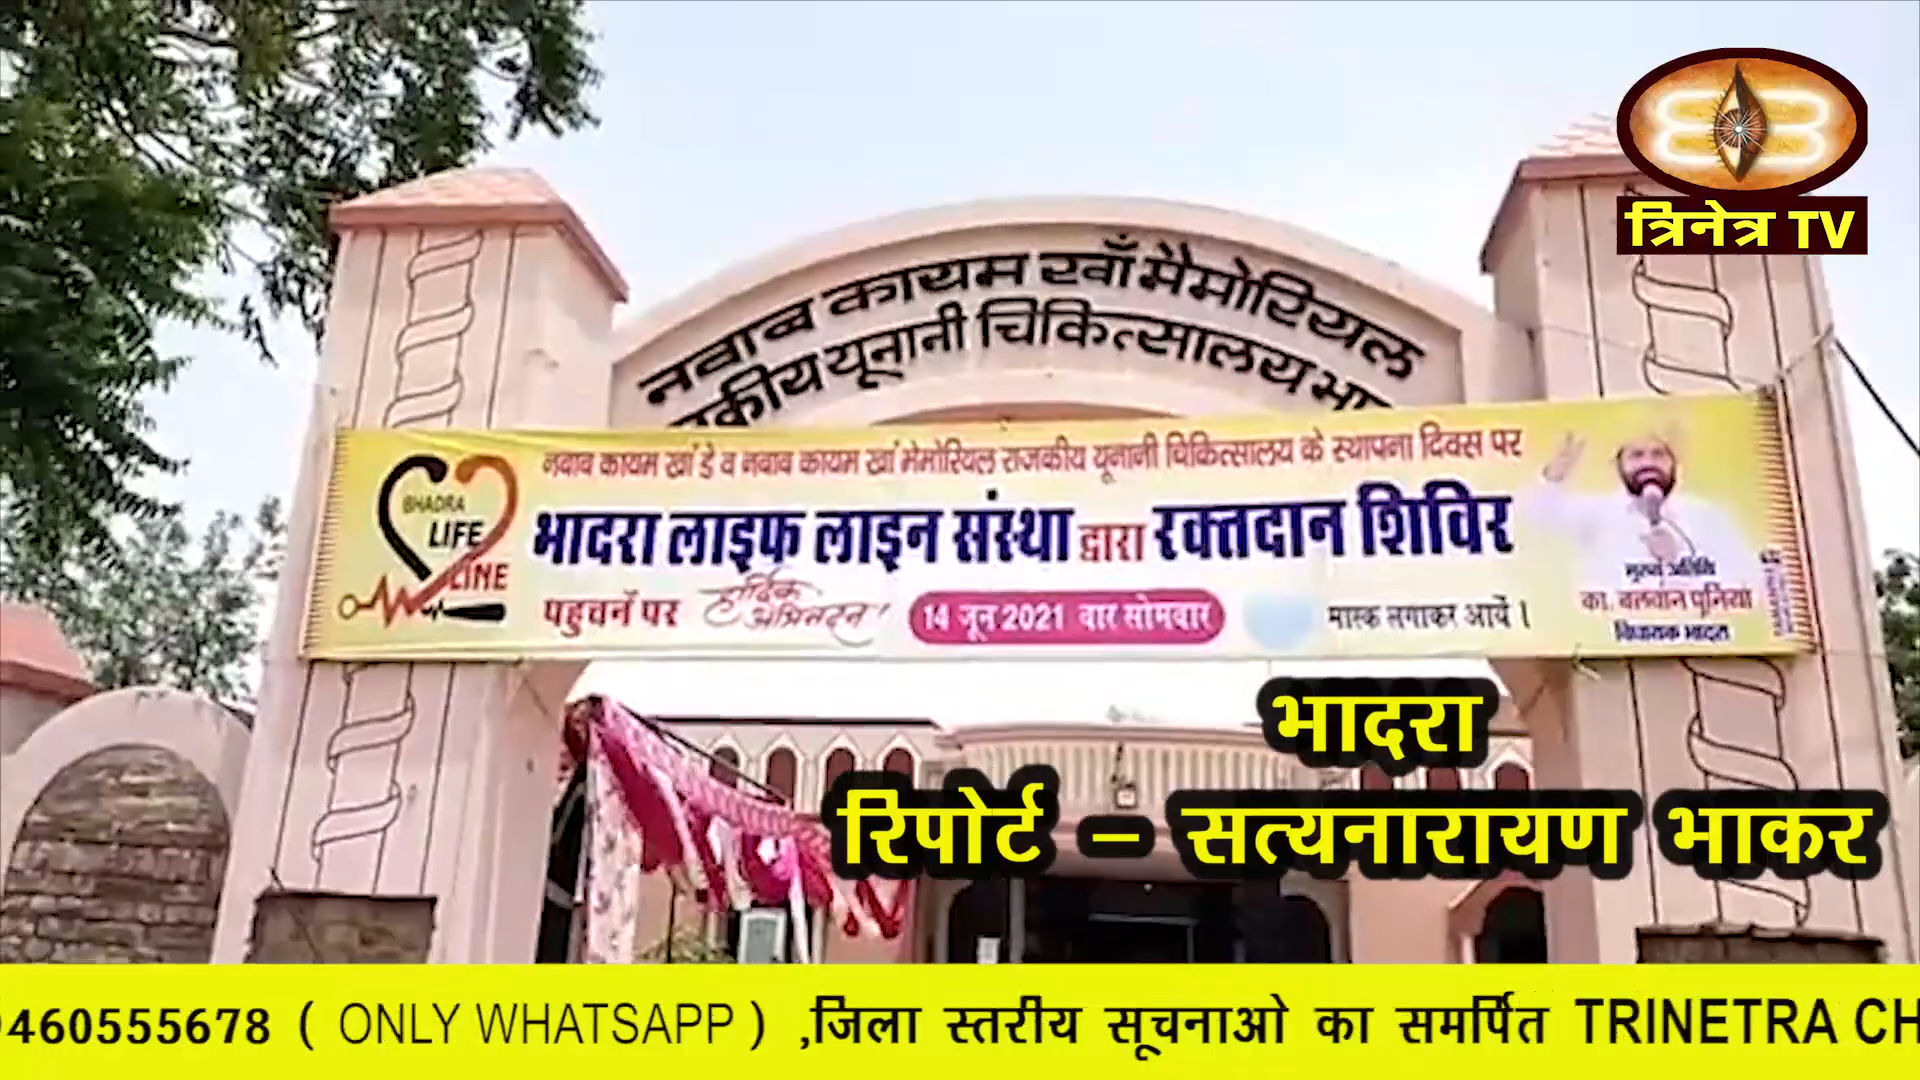 त्रिनेत्र TV
नवाब कायम खाँ मैमोरियल
यूनानी चिकित्सालय
नवाब कायम खां डे व नवाब कायम खां मेमोरियल राजकीय यूनानी चिकित्सालय के स्थापना दिवस पर
BHADRA
LIFE
LINE
भादरा लाइफ लाइन संस्था द्वारा रक्तदान शिविर
पहुचनें पर हार्दिक अभिनन्दन!
14 जून 2021 वार सोमवार
मास्क लगाकर आयें।
मुख्य अतिथि
का. बलवान पूनियां
विधायक भादरा
भादरा
रिपोर्ट – सत्यनारायण भाकर
9460555678 ( ONLY WHATSAPP ) ,जिला स्तरीय सूचनाओ का समर्पित TRINETRA CH